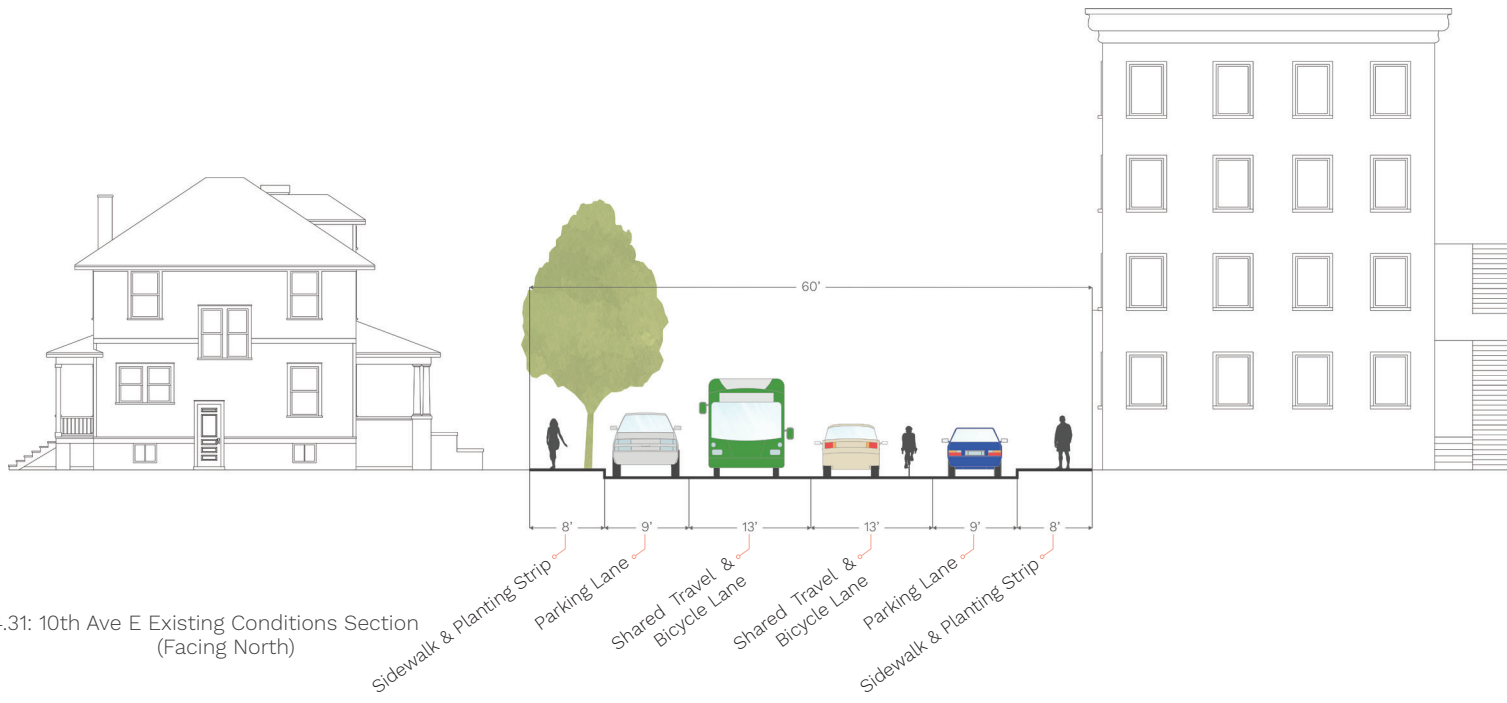 60'
8'
9'
13'
13'
9'
8'
Sidewalk & Planting Strip
Parking Lane
Shared Travel &
Bicycle Lane
Shared Travel &
Bicycle Lane
Parking Lane
Sidewalk & Planting Strip
.31: 10th Ave E Existing Conditions Section
(Facing North)